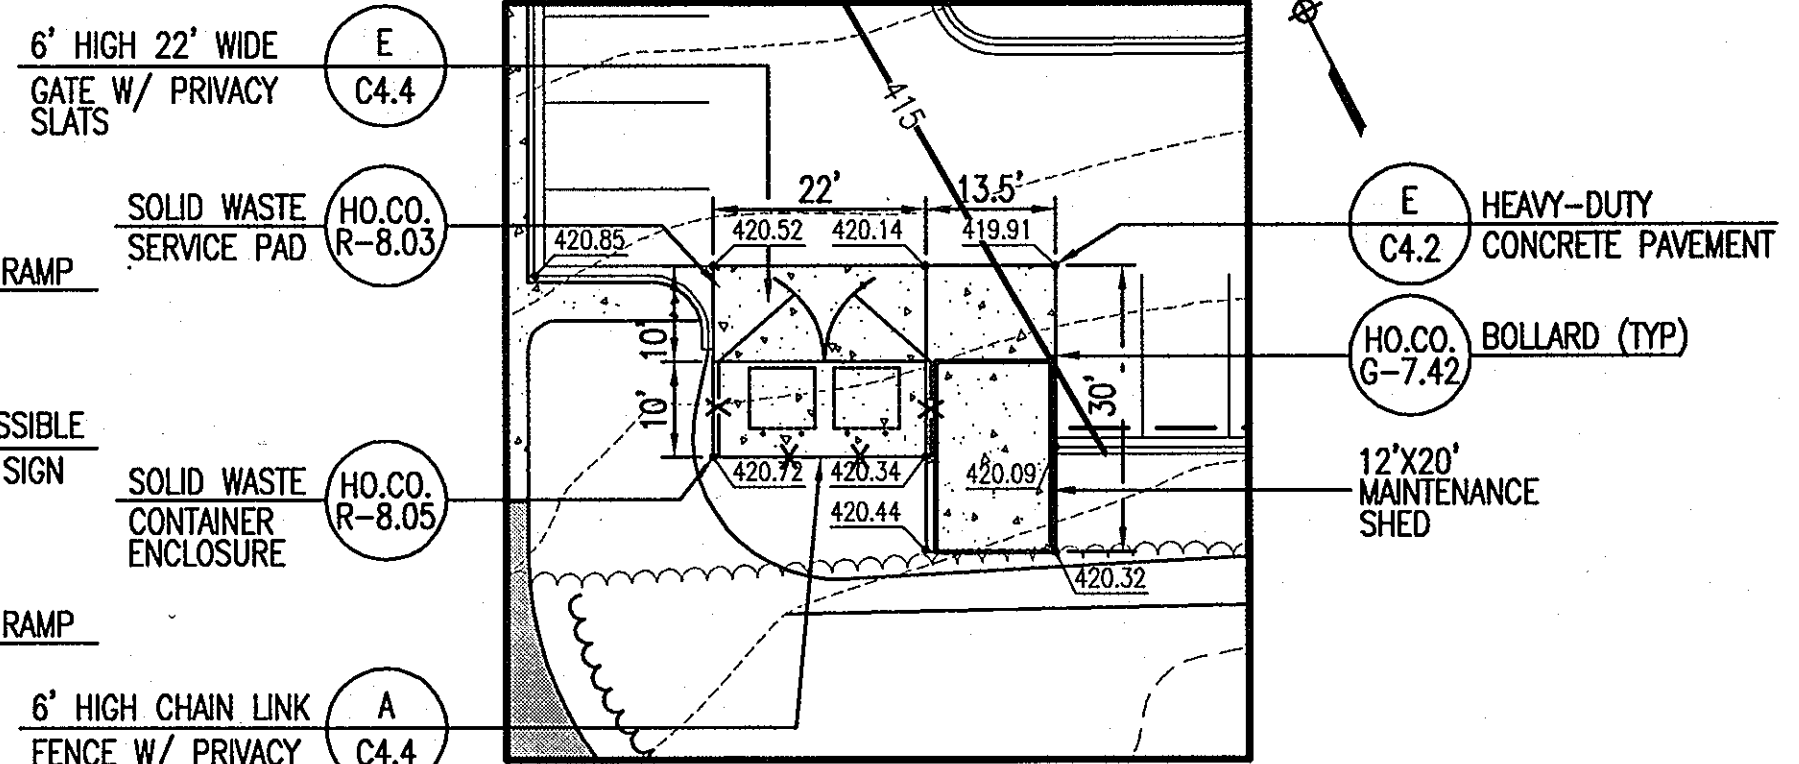 6' HIGH 22' WIDE
GATE W/ PRIVACY
SLATS
E
C4.4
SOLID WASTE
SERVICE PAD
HO.CO.
R-8.03
RAMP
SSIBLE
SIGN
SOLID WASTE
CONTAINER
ENCLOSURE
HO.CO.
R-8.05
RAMP
6' HIGH CHAIN LINK
FENCE W/ PRIVACY
A
C4.4
415
22'
13.5'
420.85
420.52
420.14
419.91
10'
10'
30'
420.72
420.34
420.09
420.44
420.32
E
C4.2
HEAVY-DUTY
CONCRETE PAVEMENT
HO.CO.
G-7.42
BOLLARD (TYP)
12'X20'
MAINTENANCE
SHED